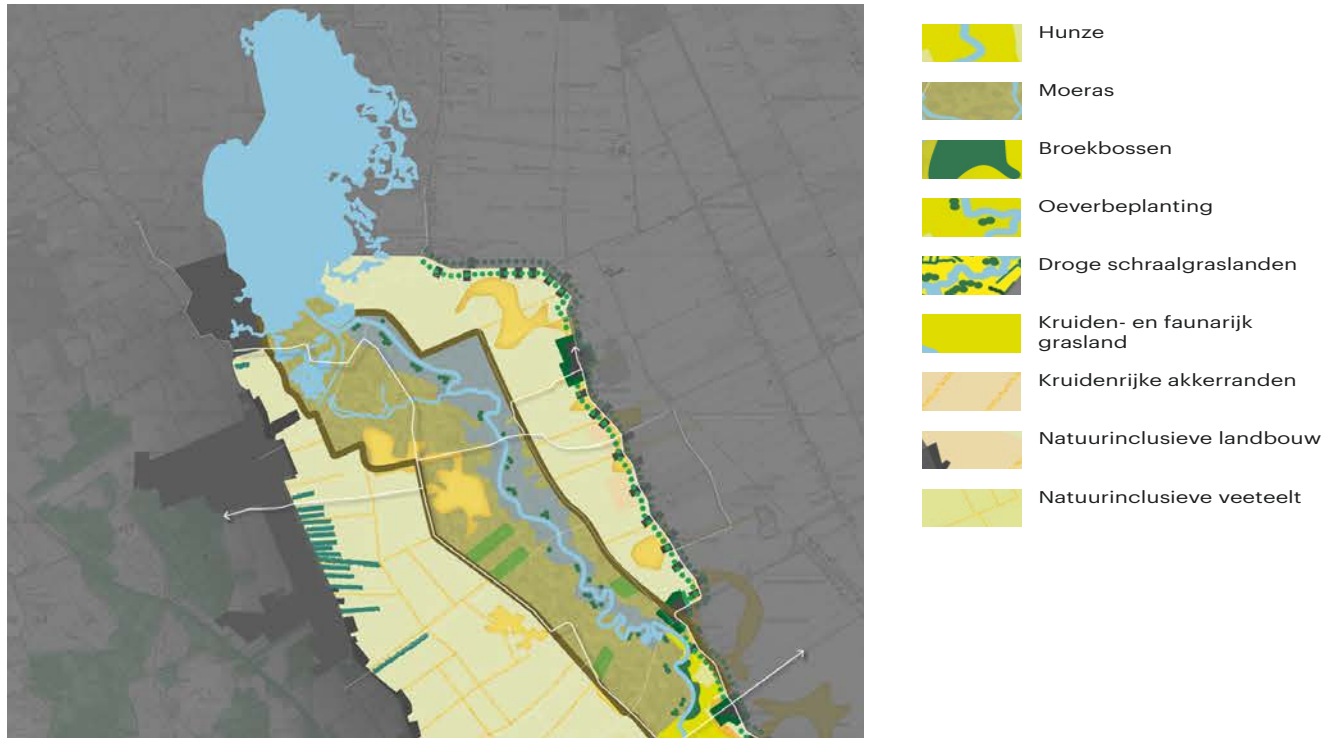 Hunze
Moeras
Broekbossen
Oeverbeplanting
Droge schraalgraslanden
Kruiden- en faunarijk
grasland
Kruidenrijke akkerranden
Natuurinclusieve landbouw
Natuurinclusieve veeteelt